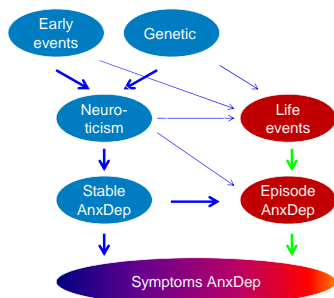 Early
events
Genetic
Neuro-
ticism
Life
events
Stable
AnxDep
Episode
AnxDep
Symptoms AnxDep